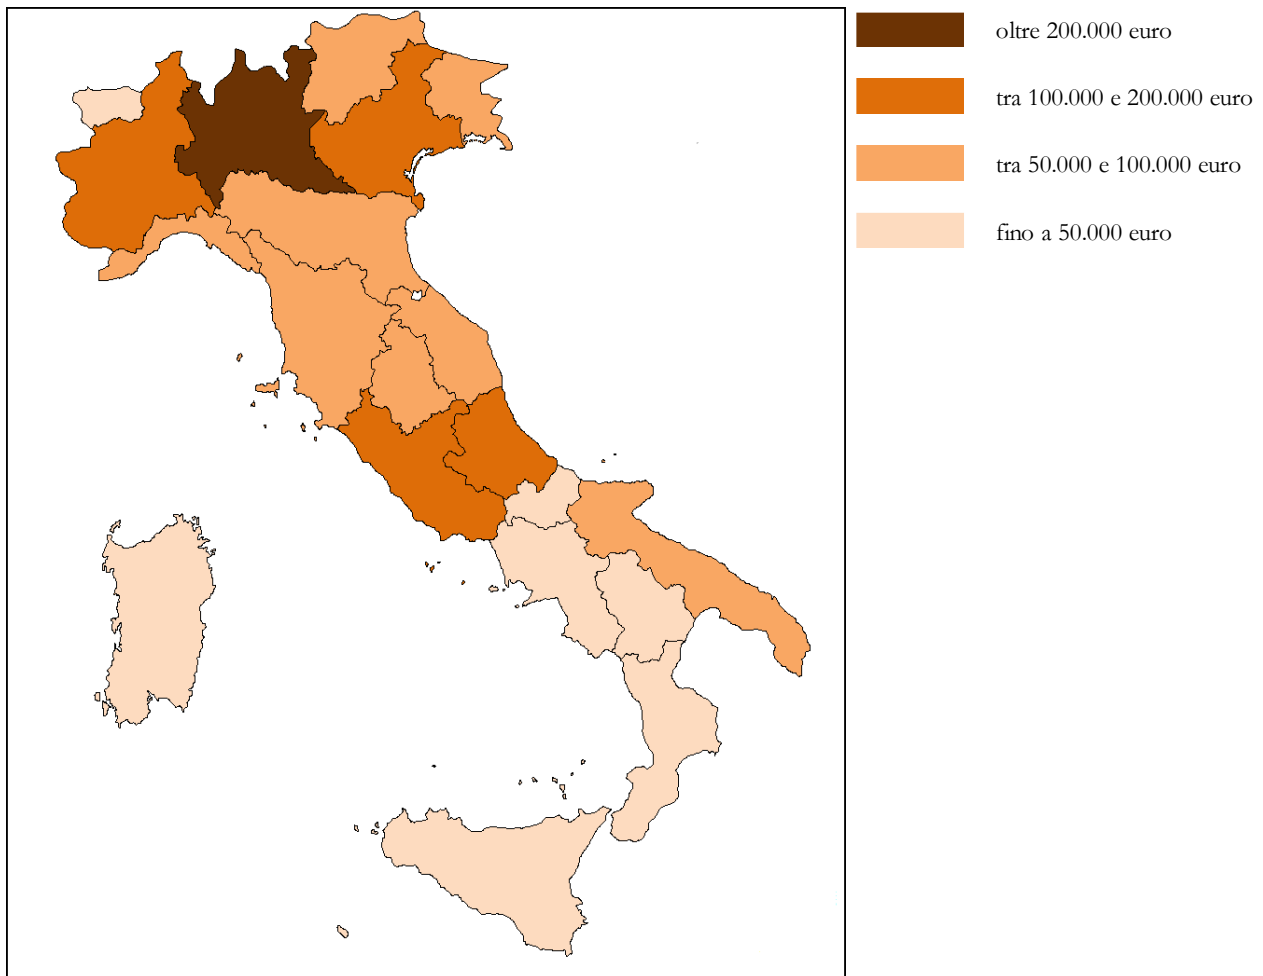 oltre 200.000 euro
tra 100.000 e 200.000 euro
tra 50.000 e 100.000 euro
fino a 50.000 euro